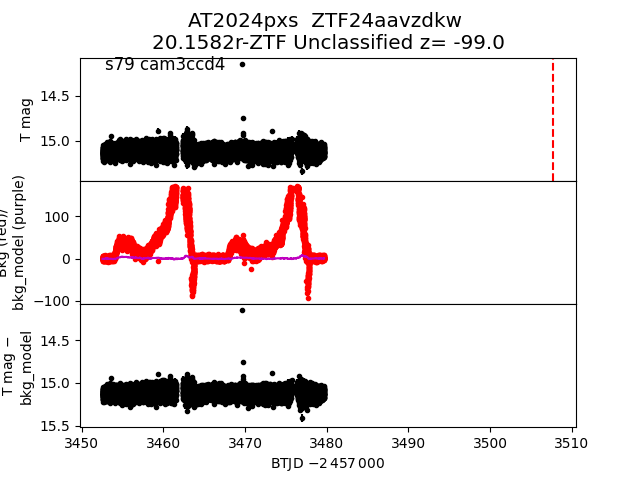 AT2024pxs  ZTF24aavzdkw
20.1582r-ZTF Unclassified z= -99.0
s79 cam3ccd4
T mag
14.5
15.0
Bkg (red)/
bkg_model (purple)
100
0
−100
T mag −
bkg_model
14.5
15.0
15.5
3450 3460 3470 3480 3490 3500 3510
BTJD −2 457 000